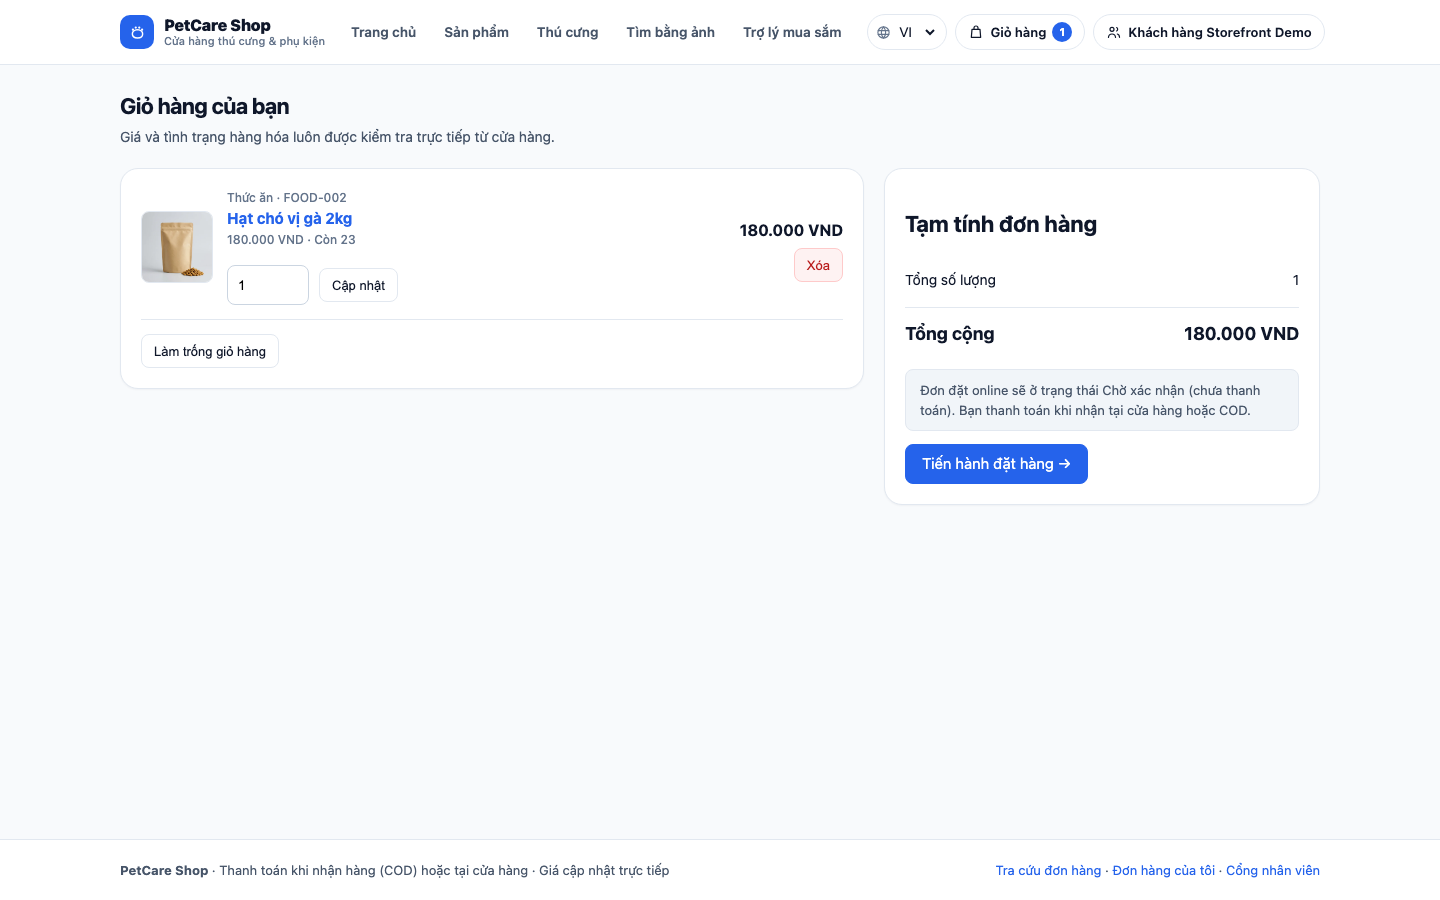 PetCare Shop
Cửa hàng thú cưng & phụ kiện
Trang chủ
Sản phẩm
Thú cưng
Tìm bằng ảnh
Trợ lý mua sắm
VI
Giỏ hàng 1
Khách hàng Storefront Demo
Giỏ hàng của bạn
Giá và tình trạng hàng hóa luôn được kiểm tra trực tiếp từ cửa hàng.
Thức ăn · FOOD-002
Hạt chó vị gà 2kg
180.000 VND · Còn 23
1
Cập nhật
180.000 VND
Xóa
Làm trống giỏ hàng
Tạm tính đơn hàng
Tổng số lượng 1
Tổng cộng 180.000 VND
Đơn đặt online sẽ ở trạng thái Chờ xác nhận (chưa thanh
toán). Bạn thanh toán khi nhận tại cửa hàng hoặc COD.
Tiến hành đặt hàng →
PetCare Shop · Thanh toán khi nhận hàng (COD) hoặc tại cửa hàng · Giá cập nhật trực tiếp
Tra cứu đơn hàng · Đơn hàng của tôi · Cổng nhân viên